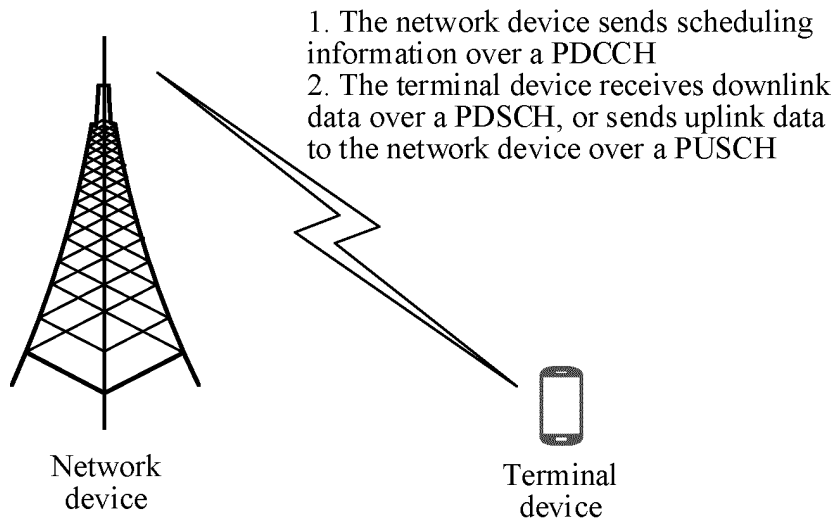 1. The network device sends scheduling
information over a PDCCH
2. The terminal device receives downlink
data over a PDSCH, or sends uplink data
to the network device over a PUSCH
Network
device
Terminal
device